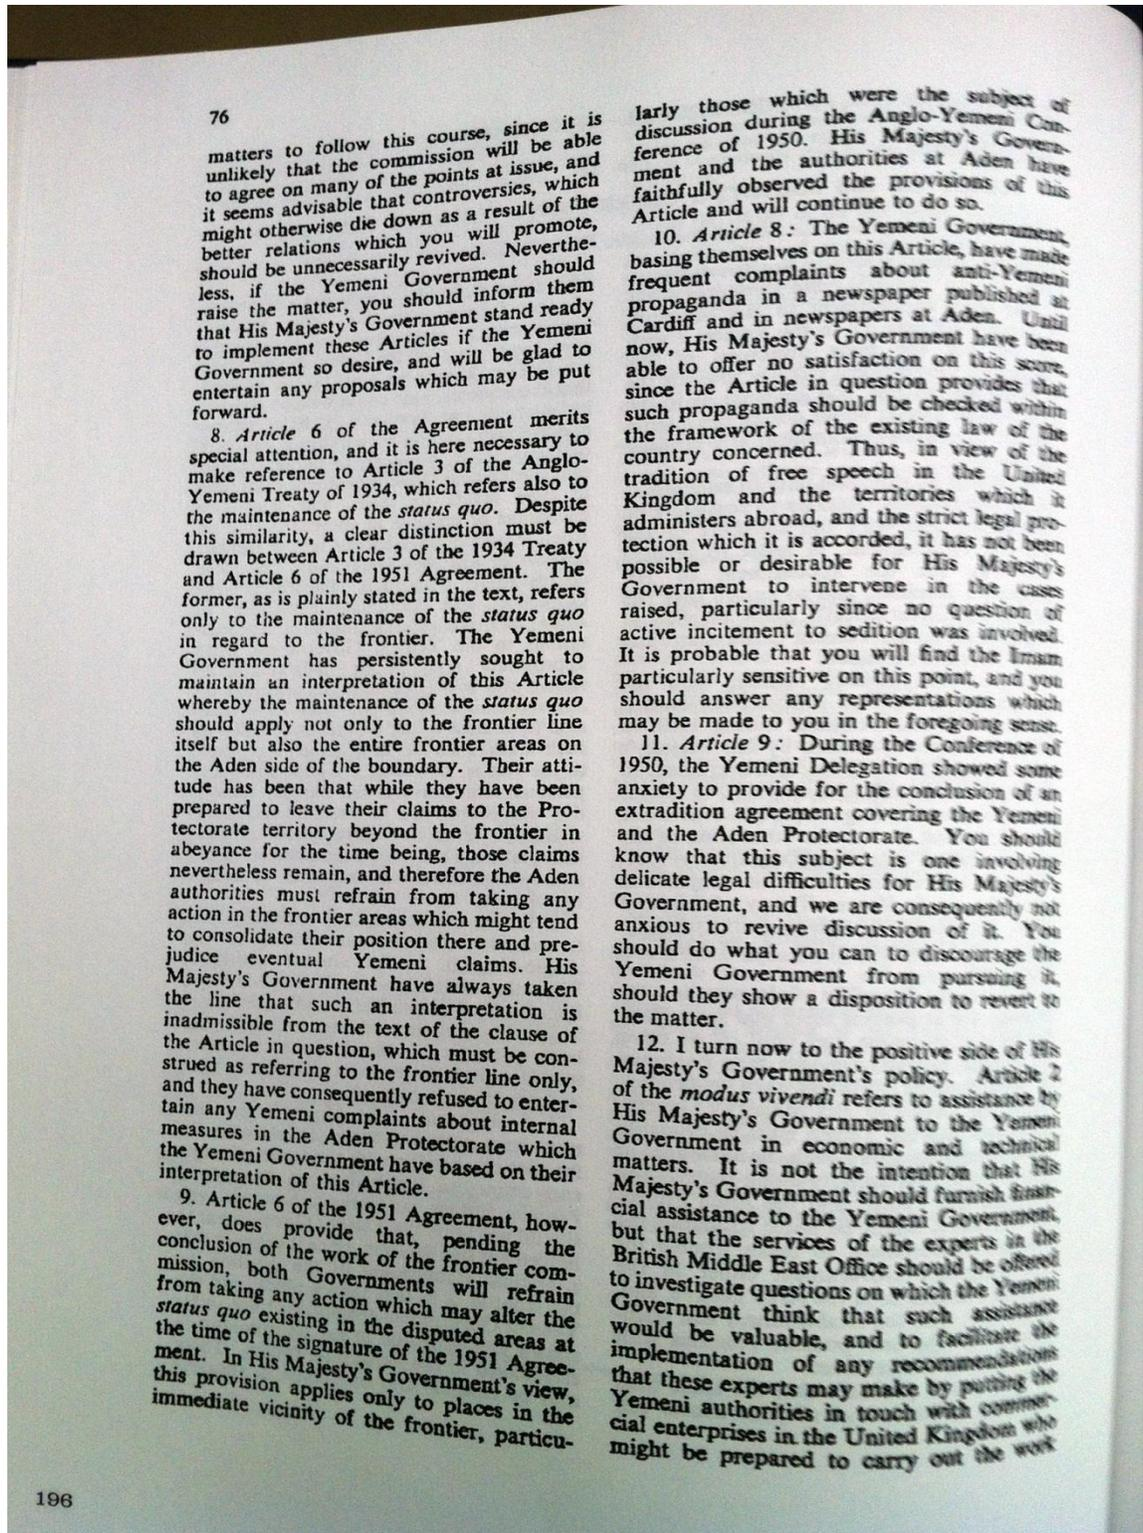 76
matters to follow this course, since it is
unlikely that the commission will be able
to agree on many of the points at issue, and
it seems advisable that controversies, which
might otherwise die down as a result of the
better relations which you will promote,
should be unnecessarily revived. Neverthe-
less, if the Yemeni Government should
raise the matter, you should inform them
that His Majesty's Government stand ready
to implement these Articles if the Yemeni
Government so desire, and will be glad to
entertain any proposals which may be put
forward.
8. Article 6 of the Agreement merits
special attention, and it is here necessary to
make reference to Article 3 of the Anglo-
Yemeni Treaty of 1934, which refers also to
the maintenance of the status quo. Despite
this similarity, a clear distinction must be
drawn between Article 3 of the 1934 Treaty
and Article 6 of the 1951 Agreement. The
former, as is plainly stated in the text, refers
only to the maintenance of the status quo
in regard to the frontier. The Yemeni
Government has persistently sought to
maintain an interpretation of this Article
whereby the maintenance of the status quo
should apply not only to the frontier line
itself but also the entire frontier areas on
the Aden side of the boundary. Their atti-
tude has been that while they have been
prepared to leave their claims to the Pro-
tectorate territory beyond the frontier in
abeyance for the time being, those claims
nevertheless remain, and therefore the Aden
authorities must refrain from taking any
action in the frontier areas which might tend
to consolidate their position there and pre-
judice eventual Yemeni claims. His
Majesty's Government have always taken
the line that such an interpretation is
inadmissible from the text of the clause of
the Article in question, which must be con-
strued as referring to the frontier line only,
and they have consequently refused to enter-
tain any Yemeni complaints about internal
measures in the Aden Protectorate which
the Yemeni Government have based on their
interpretation of this Article.
9. Article 6 of the 1951 Agreement, how-
ever, does provide that, pending the
conclusion of the work of the frontier com-
mission, both Governments will refrain
from taking any action which may alter the
status quo existing in the disputed areas at
the time of the signature of the 1951 Agree-
ment. In His Majesty's Government's view,
this provision applies only to places in the
immediate vicinity of the frontier, particu-
larly those which were the subject of
discussion during the Anglo-Yemeni Con-
ference of 1950. His Majesty's Govern-
ment and the authorities at Aden have
faithfully observed the provisions of this
Article and will continue to do so.
10. Article 8: The Yemeni Government,
basing themselves on this Article, have made
frequent complaints about anti-Yemeni
propaganda in a newspaper published at
Cardiff and in newspapers at Aden. Until
now, His Majesty's Government have been
able to offer no satisfaction on this score,
since the Article in question provides that
such propaganda should be checked within
the framework of the existing law of the
country concerned. Thus, in view of the
tradition of free speech in the United
Kingdom and the territories which it
administers abroad, and the strict legal pro-
tection which it is accorded, it has not been
possible or desirable for His Majesty's
Government to intervene in the cases
raised, particularly since no question of
active incitement to sedition was involved.
It is probable that you will find the Imam
particularly sensitive on this point, and you
should answer any representations which
may be made to you in the foregoing sense.
11. Article 9: During the Conference of
1950, the Yemeni Delegation showed some
anxiety to provide for the conclusion of an
extradition agreement covering the Yemeni
and the Aden Protectorate. You should
know that this subject is one involving
delicate legal difficulties for His Majesty's
Government, and we are consequently not
anxious to revive discussion of it. You
should do what you can to discourage the
Yemeni Government from pursuing it,
should they show a disposition to revert to
the matter.
12. I turn now to the positive side of His
Majesty's Government's policy. Article 2
of the modus vivendi refers to assistance by
His Majesty's Government to the Yemeni
Government in economic and technical
matters. It is not the intention that His
Majesty's Government should furnish finan-
cial assistance to the Yemeni Government,
but that the services of the experts in the
British Middle East Office should be offered
to investigate questions on which the Yemeni
Government think that such assistance
would be valuable, and to facilitate the
implementation of any recommendations
that these experts may make by putting the
Yemeni authorities in touch with commer-
cial enterprises in the United Kingdom who
might be prepared to carry out the work
196